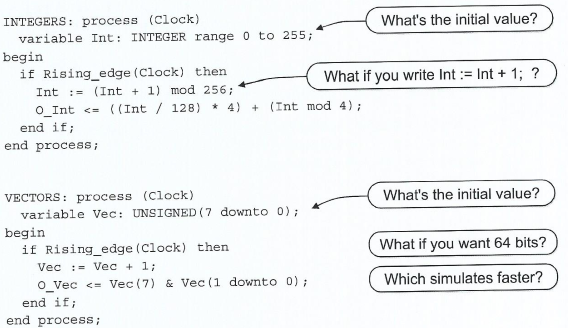 INTEGERS: process (Clock)
What's the initial value?
variable Int: INTEGER range 0 to 255;
begin
if Rising_edge(Clock) then
What if you write Int := Int + 1; ?
Int := (Int + 1) mod 256;
O_Int <= ((Int / 128) * 4) + (Int mod 4);
end if;
end process;
VECTORS: process (Clock)
What's the initial value?
variable Vec: UNSIGNED(7 downto 0);
begin
What if you want 64 bits?
if Rising_edge(Clock) then
Vec := Vec + 1;
Which simulates faster?
O_Vec <= Vec(7) & Vec(1 downto 0);
end if;
end process;